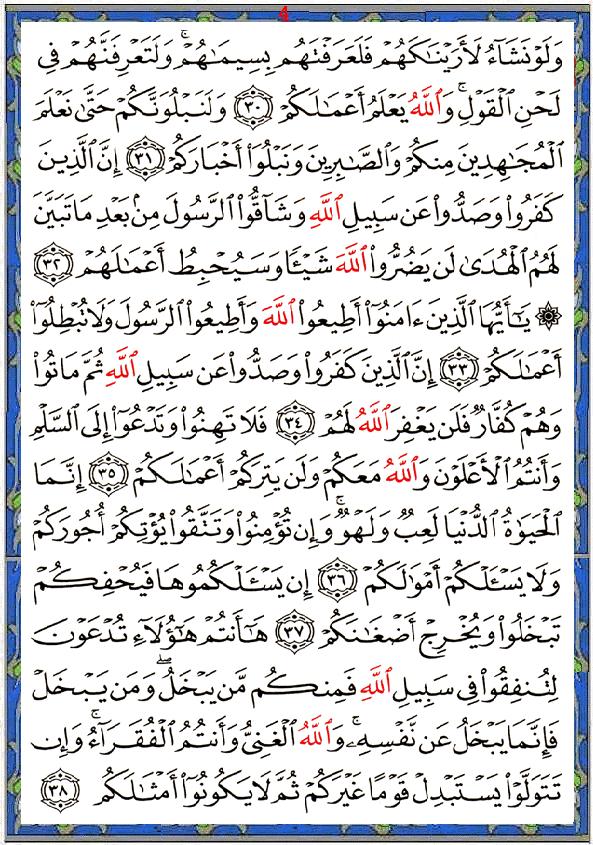 4
وَلَوْ نَشَآءُ لَأَرَيْنَٰكَهُمْ فَلَعَرَفْتَهُم بِسِيمَٰهُمْ ۚ وَلَتَعْرِفَنَّهُمْ فِى
لَحْنِ ٱلْقَوْلِ ۚ وَٱللَّهُ يَعْلَمُ أَعْمَٰلَكُمْ ﴿٣٠﴾ وَلَنَبْلُوَنَّكُمْ حَتَّىٰ نَعْلَمَ
ٱلْمُجَٰهِدِينَ مِنكُمْ وَٱلصَّٰبِرِينَ وَنَبْلُوَا۟ أَخْبَارَكُمْ ﴿٣١﴾ إِنَّ ٱلَّذِينَ
كَفَرُوا۟ وَصَدُّوا۟ عَن سَبِيلِ ٱللَّهِ وَشَآقُّوا۟ ٱلرَّسُولَ مِنۢ بَعْدِ مَا تَبَيَّنَ
لَهُمُ ٱلْهُدَىٰ لَن يَضُرُّوا۟ ٱللَّهَ شَيْـًٔا وَسَيُحْبِطُ أَعْمَٰلَهُمْ ﴿٣٢﴾
۞ يَٰٓأَيُّهَا ٱلَّذِينَ ءَامَنُوٓا۟ أَطِيعُوا۟ ٱللَّهَ وَأَطِيعُوا۟ ٱلرَّسُولَ وَلَا تُبْطِلُوٓا۟
أَعْمَٰلَكُمْ ﴿٣٣﴾ إِنَّ ٱلَّذِينَ كَفَرُوا۟ وَصَدُّوا۟ عَن سَبِيلِ ٱللَّهِ ثُمَّ مَاتُوا۟
وَهُمْ كُفَّارٌ فَلَن يَغْفِرَ ٱللَّهُ لَهُمْ ﴿٣٤﴾ فَلَا تَهِنُوا۟ وَتَدْعُوٓا۟ إِلَى ٱلسَّلْمِ
وَأَنتُمُ ٱلْأَعْلَوْنَ وَٱللَّهُ مَعَكُمْ وَلَن يَتِرَكُمْ أَعْمَٰلَكُمْ ﴿٣٥﴾ إِنَّمَا
ٱلْحَيَوٰةُ ٱلدُّنْيَا لَعِبٌ وَلَهْوٌ ۚ وَإِن تُؤْمِنُوا۟ وَتَتَّقُوا۟ يُؤْتِكُمْ أُجُورَكُمْ
وَلَا يَسْـَٔلْكُمْ أَمْوَٰلَكُمْ ﴿٣٦﴾ إِن يَسْـَٔلْكُمُوهَا فَيُحْفِكُمْ
تَبْخَلُوا۟ وَيُخْرِجْ أَضْغَٰنَكُمْ ﴿٣٧﴾ هَٰٓأَنتُمْ هَٰٓؤُلَآءِ تُدْعَوْنَ
لِتُنفِقُوا۟ فِى سَبِيلِ ٱللَّهِ فَمِنكُم مَّن يَبْخَلُ ۖ وَمَن يَبْخَلْ
فَإِنَّمَا يَبْخَلُ عَن نَّفْسِهِۦ ۚ وَٱللَّهُ ٱلْغَنِىُّ وَأَنتُمُ ٱلْفُقَرَآءُ ۚ وَإِن
تَتَوَلَّوْا۟ يَسْتَبْدِلْ قَوْمًا غَيْرَكُمْ ثُمَّ لَا يَكُونُوٓا۟ أَمْثَٰلَكُم ﴿٣٨﴾